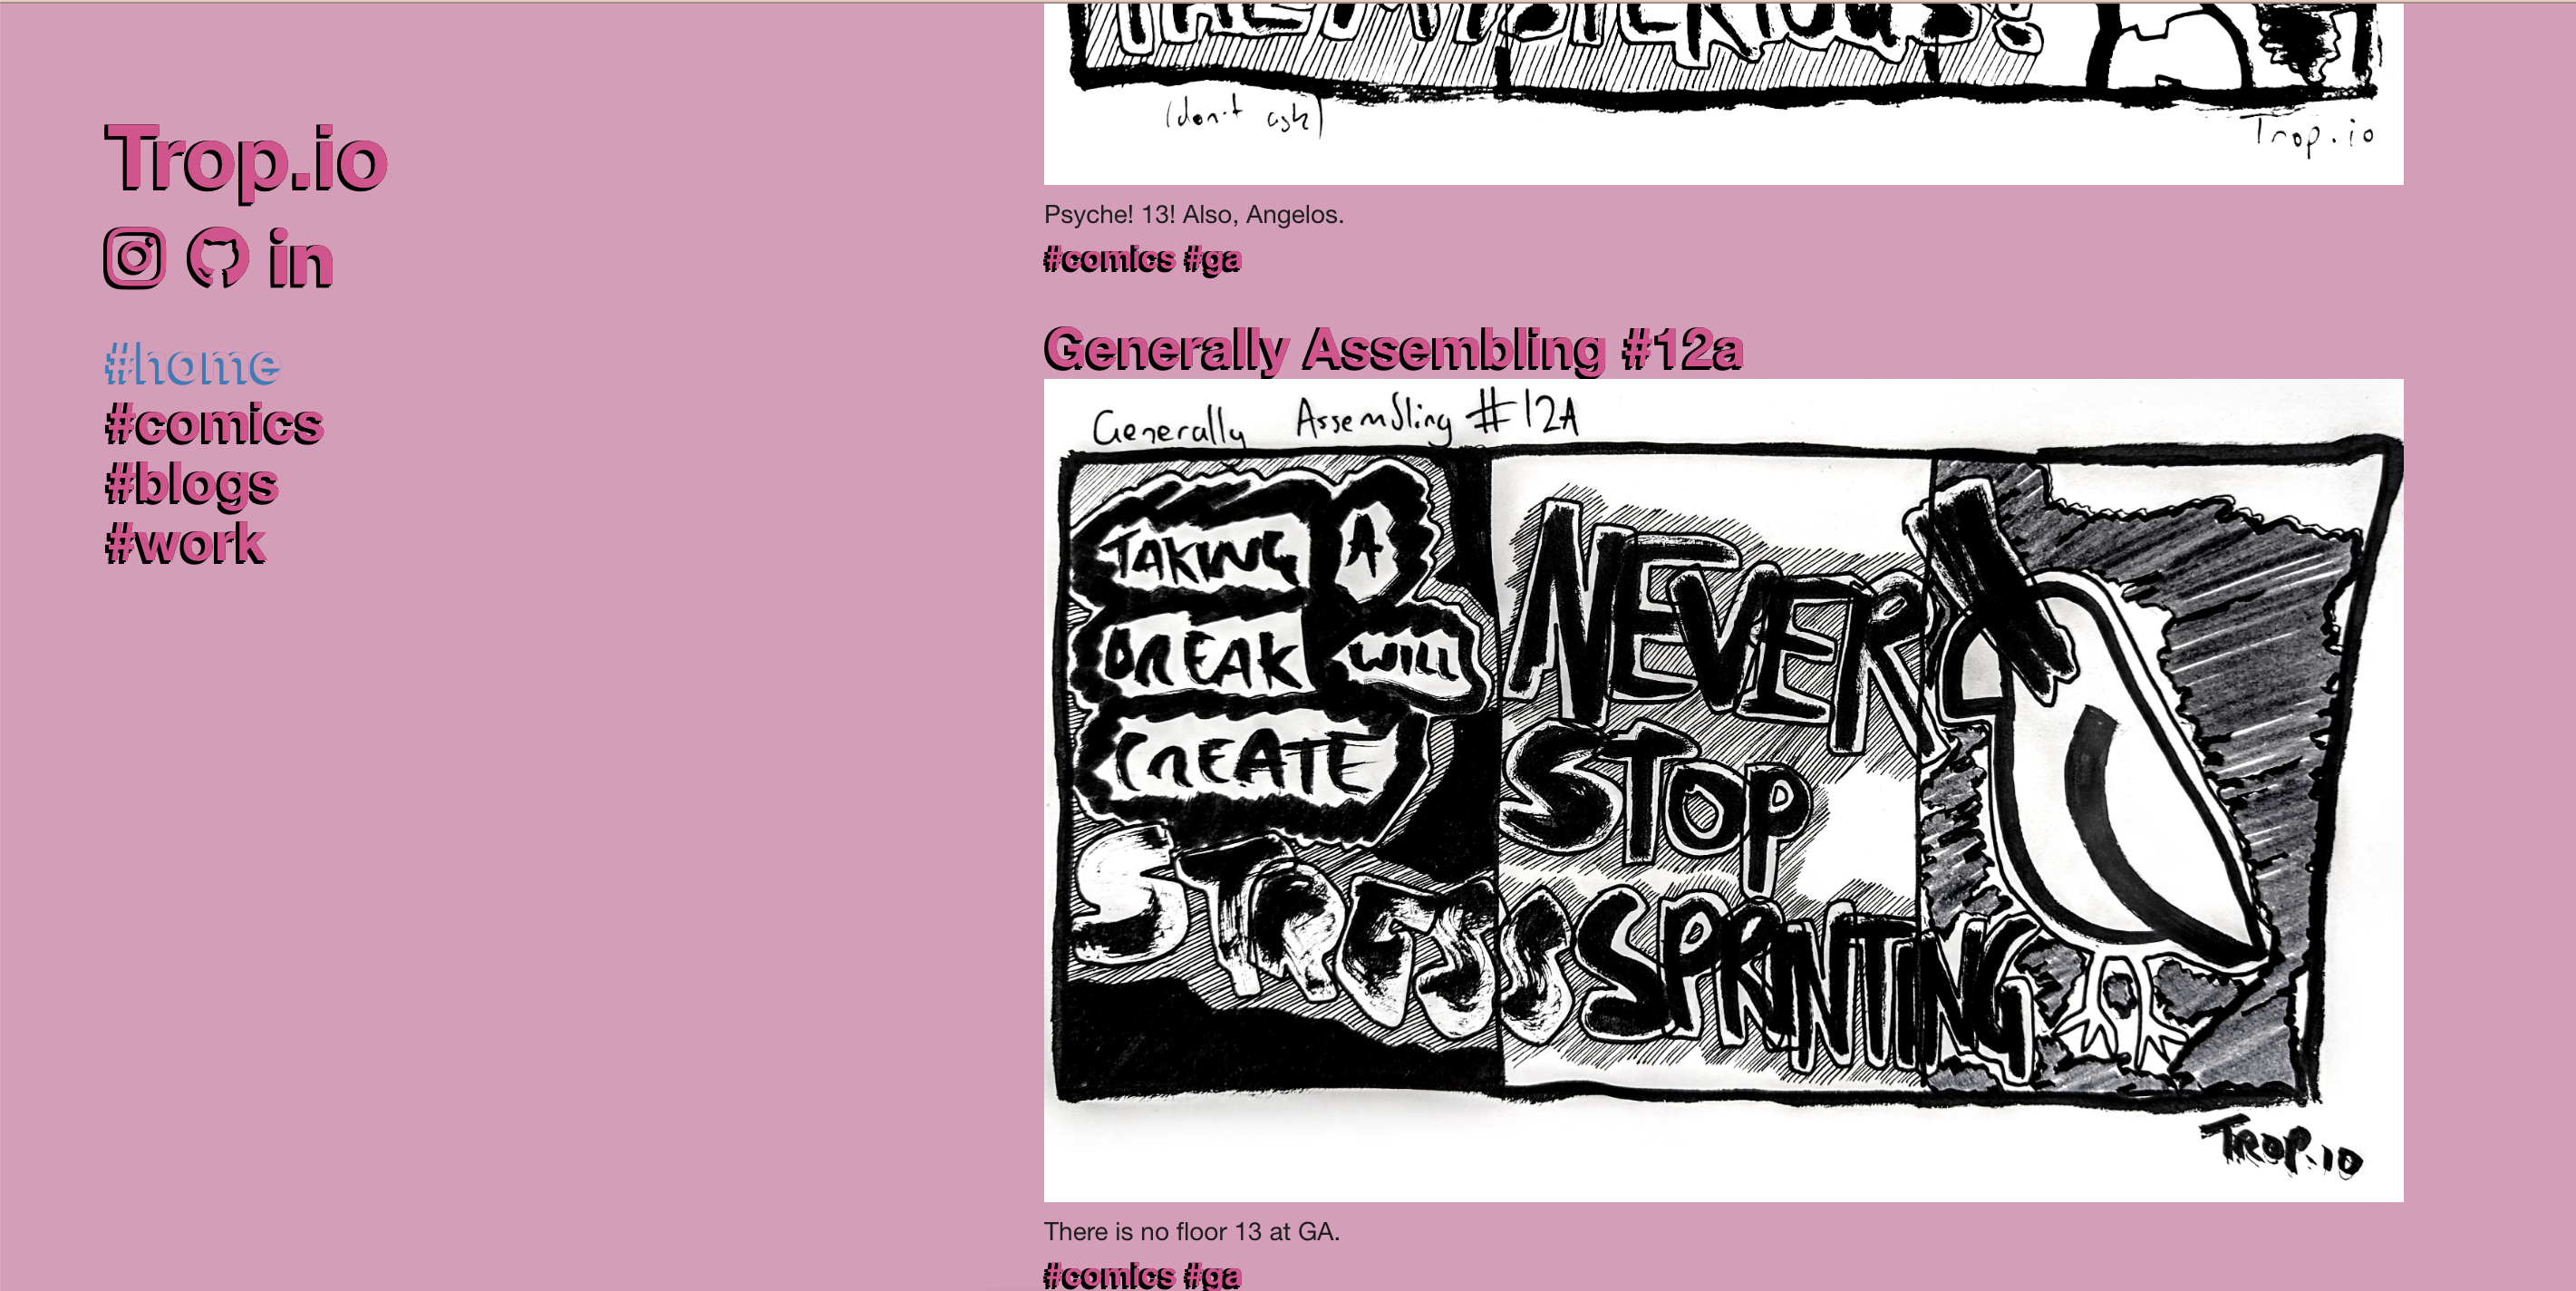 Trop.io
in
#home
#comics
#blogs
#work
THE MYSTERIOUS!
(don't ask)
Trop.io
Psyche! 13! Also, Angelos.
#comics #ga
Generally Assembling #12a
Generally Assembling #12A
TAKING A
BREAK WILL
CREATE
STRESS
NEVER
STOP
SPRINTING
TROP.IO
There is no floor 13 at GA.
#comics #ga